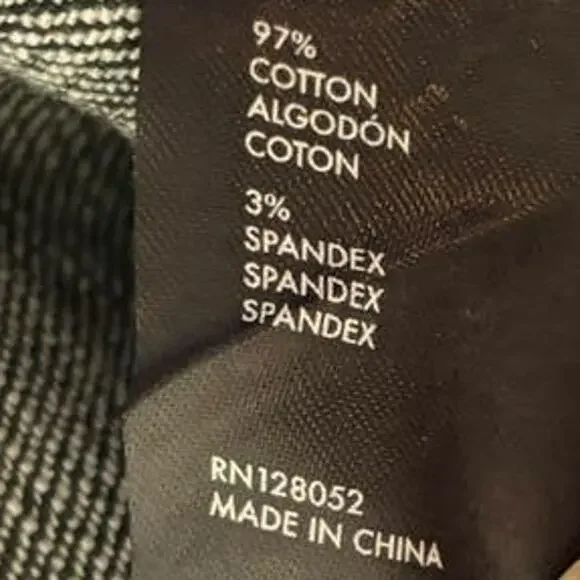 97%
COTTON
ALGODÓN
COTON
3%
SPANDEX
SPANDEX
SPANDEX
RN128052
MADE IN CHINA